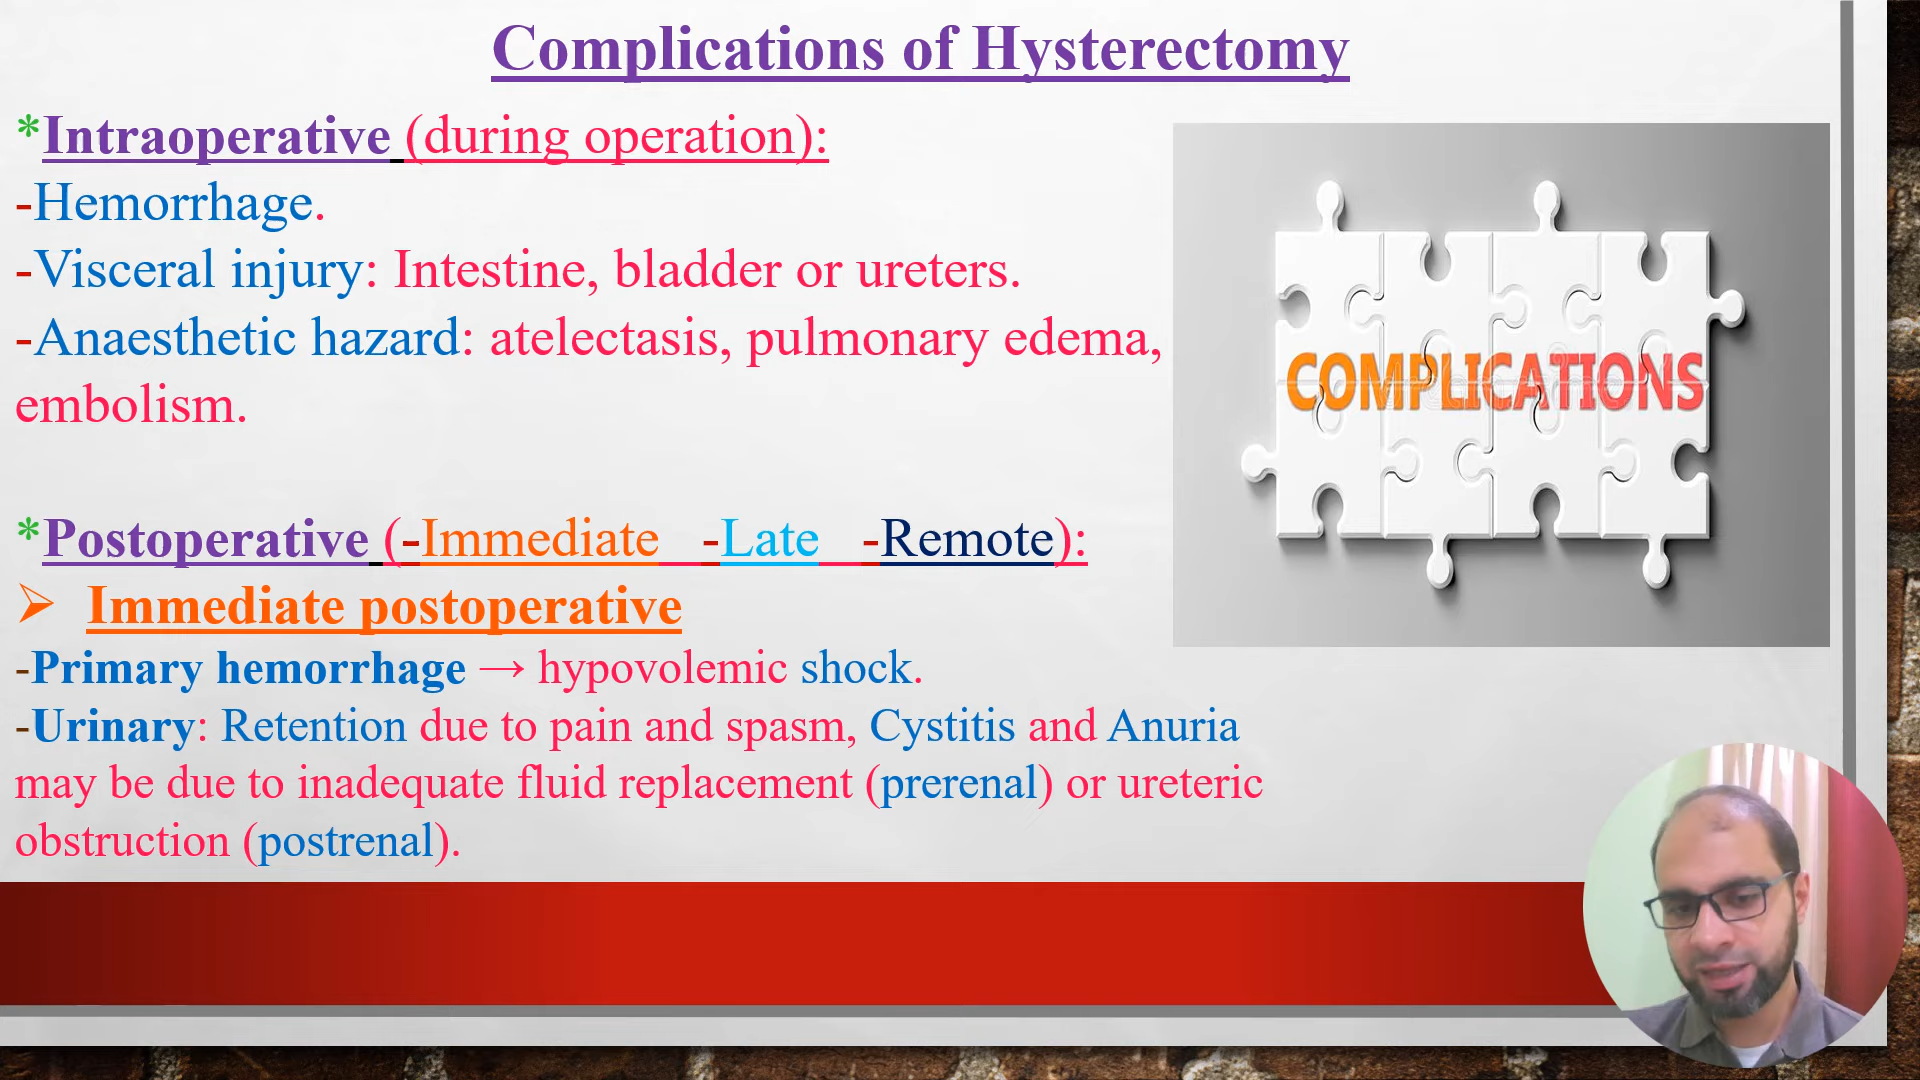 Complications of Hysterectomy
*Intraoperative (during operation):
-Hemorrhage.
-Visceral injury: Intestine, bladder or ureters.
-Anaesthetic hazard: atelectasis, pulmonary edema,
embolism.
COMPLICATIONS
*Postoperative (-Immediate -Late -Remote):
➢ Immediate postoperative
-Primary hemorrhage → hypovolemic shock.
-Urinary: Retention due to pain and spasm, Cystitis and Anuria
may be due to inadequate fluid replacement (prerenal) or ureteric
obstruction (postrenal).